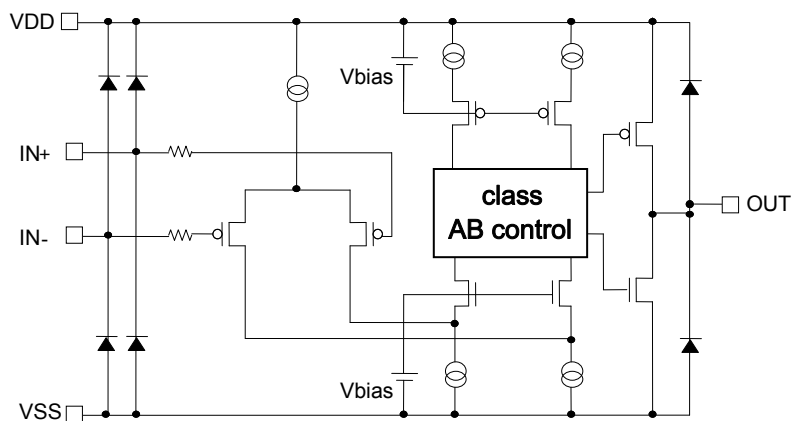 VDD
Vbias
IN+
class
AB control
OUT
IN-
Vbias
VSS